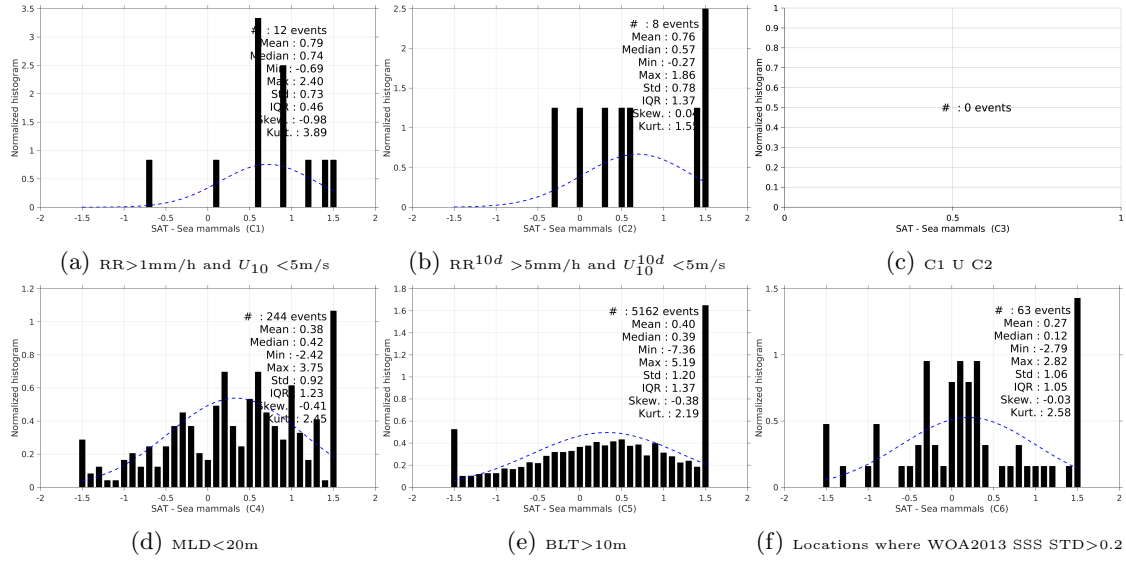 Normalized histogram
3.5
3
2.5
2
1.5
1
0.5
0
# : 12 events
Mean : 0.79
Median : 0.74
Min : -0.69
Max : 2.40
Std : 0.73
IQR : 0.46
Skew. : -0.98
Kurt. : 3.89
-2 -1.5 -1 -0.5 0 0.5 1 1.5 2
SAT - Sea mammals (C1)
(a) RR>1mm/h and U10 <5m/s
Normalized histogram
2.5
2
1.5
1
0.5
0
# : 8 events
Mean : 0.76
Median : 0.57
Min : -0.27
Max : 1.86
Std : 0.78
IQR : 1.37
Skew. : 0.04
Kurt. : 1.55
-2 -1.5 -1 -0.5 0 0.5 1 1.5 2
SAT - Sea mammals (C2)
(b) RR10d >5mm/h and U10d10 <5m/s
Normalized histogram
1
0.9
0.8
0.7
0.6
0.5
0.4
0.3
0.2
0.1
0
# : 0 events
0 0.5 1
SAT - Sea mammals (C3)
(c) C1 U C2
Normalized histogram
1.2
1
0.8
0.6
0.4
0.2
0
# : 244 events
Mean : 0.38
Median : 0.42
Min : -2.42
Max : 3.75
Std : 0.92
IQR : 1.23
Skew. : -0.41
Kurt. : 2.45
-2 -1.5 -1 -0.5 0 0.5 1 1.5 2
SAT - Sea mammals (C4)
(d) MLD<20m
Normalized histogram
1.8
1.6
1.4
1.2
1
0.8
0.6
0.4
0.2
0
# : 5162 events
Mean : 0.40
Median : 0.39
Min : -7.36
Max : 5.19
Std : 1.20
IQR : 1.37
Skew. : -0.38
Kurt. : 2.19
-2 -1.5 -1 -0.5 0 0.5 1 1.5 2
SAT - Sea mammals (C5)
(e) BLT>10m
Normalized histogram
1.5
1
0.5
0
# : 63 events
Mean : 0.27
Median : 0.12
Min : -2.79
Max : 2.82
Std : 1.06
IQR : 1.05
Skew. : -0.03
Kurt. : 2.58
-2 -1.5 -1 -0.5 0 0.5 1 1.5 2
SAT - Sea mammals (C6)
(f) Locations where WOA2013 SSS STD>0.2